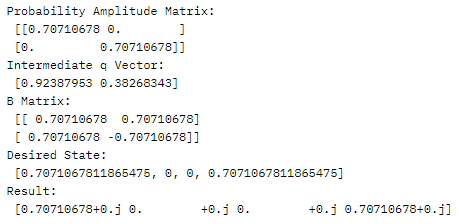 Probability Amplitude Matrix:
[[0.70710678 0.        ]
[0.         0.70710678]]
Intermediate q Vector:
[0.92387953 0.38268343]
B Matrix:
[[ 0.70710678  0.70710678]
[ 0.70710678 -0.70710678]]
Desired State:
[0.7071067811865475, 0, 0, 0.7071067811865475]
Result:
[0.70710678+0.j 0.        +0.j 0.        +0.j 0.70710678+0.j]